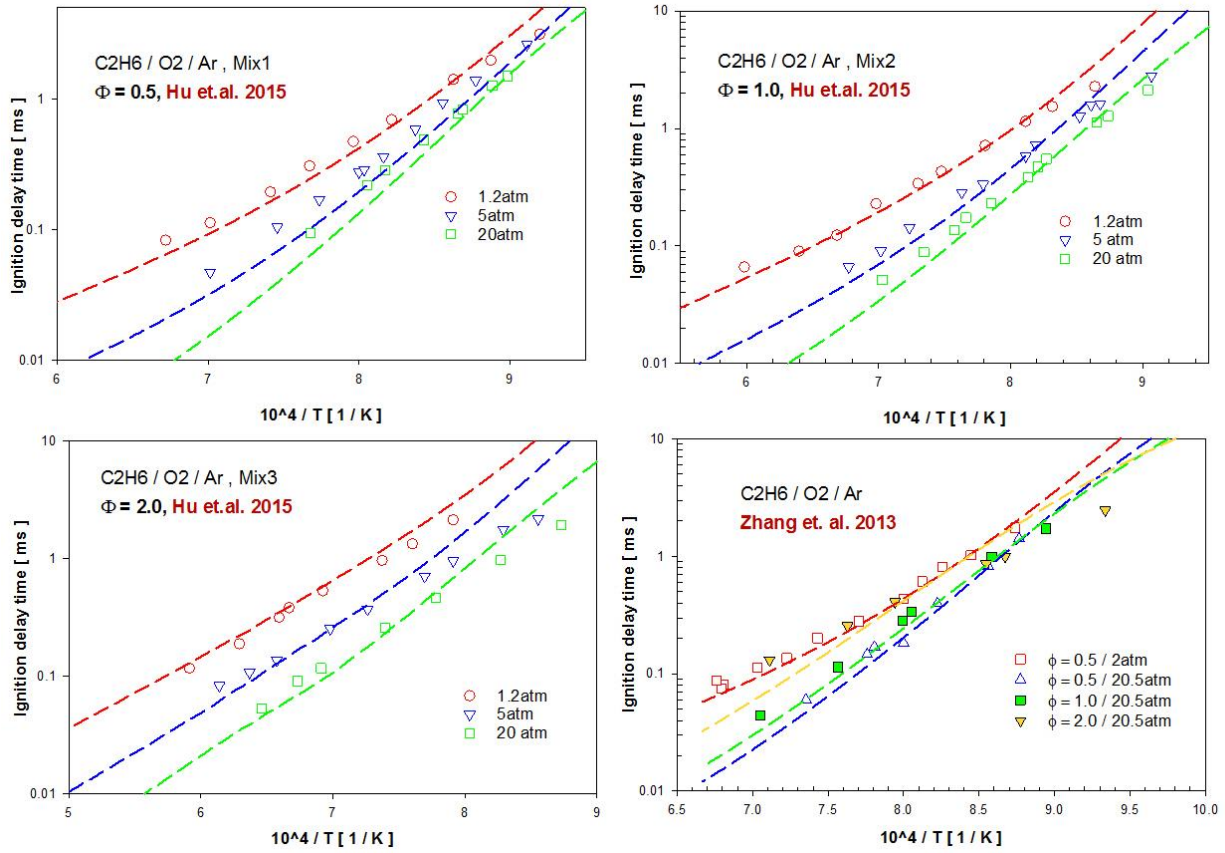 C2H6 / O2 / Ar , Mix1
Φ = 0.5, Hu et.al. 2015
Ignition delay time [ ms ]
1
0.1
0.01
1.2atm
5atm
20atm
6 7 8 9
10^4 / T [ 1 / K ]
C2H6 / O2 / Ar , Mix2
Φ = 1.0, Hu et.al. 2015
Ignition delay time [ ms ]
10
1
0.1
0.01
1.2atm
5 atm
20 atm
6 7 8 9
10^4 / T [ 1 / K ]
C2H6 / O2 / Ar , Mix3
Φ = 2.0, Hu et.al. 2015
Ignition delay time [ ms ]
10
1
0.1
0.01
1.2atm
5atm
20 atm
5 6 7 8 9
10^4 / T [ 1 / K ]
C2H6 / O2 / Ar
Zhang et. al. 2013
Ignition delay time [ ms ]
10
1
0.1
0.01
ϕ = 0.5 / 2atm
ϕ = 0.5 / 20.5atm
ϕ = 1.0 / 20.5atm
ϕ = 2.0 / 20.5atm
6.5 7.0 7.5 8.0 8.5 9.0 9.5 10.0
10^4 / T [ 1 / K ]